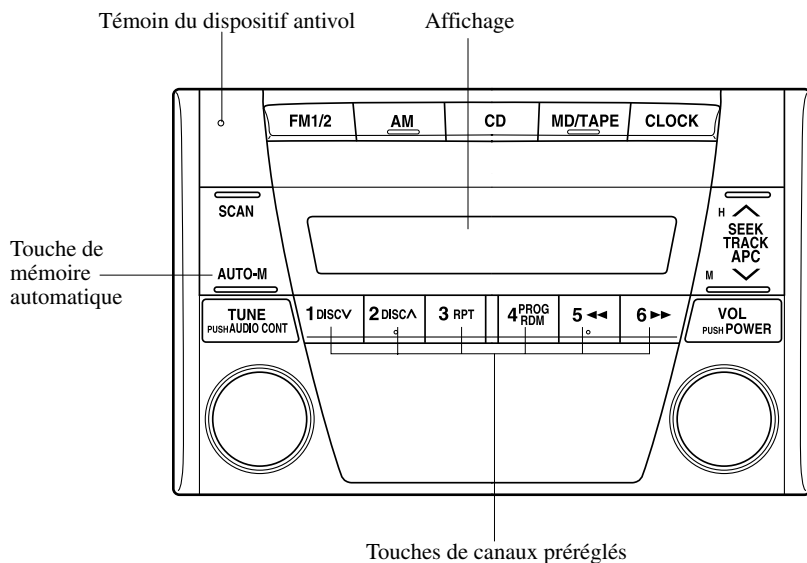 Témoin du dispositif antivol
Affichage
FM1/2
AM
CD
MD/TAPE
CLOCK
SCAN
H
SEEK
TRACK
APC
M
Touche de
mémoire
automatique
AUTO-M
TUNE
PUSH AUDIO CONT
1 DISC∨
2 DISC∧
3 RPT
4 PROG
RDM
5 ◄◄
6 ►►
VOL
PUSH POWER
Touches de canaux préréglés